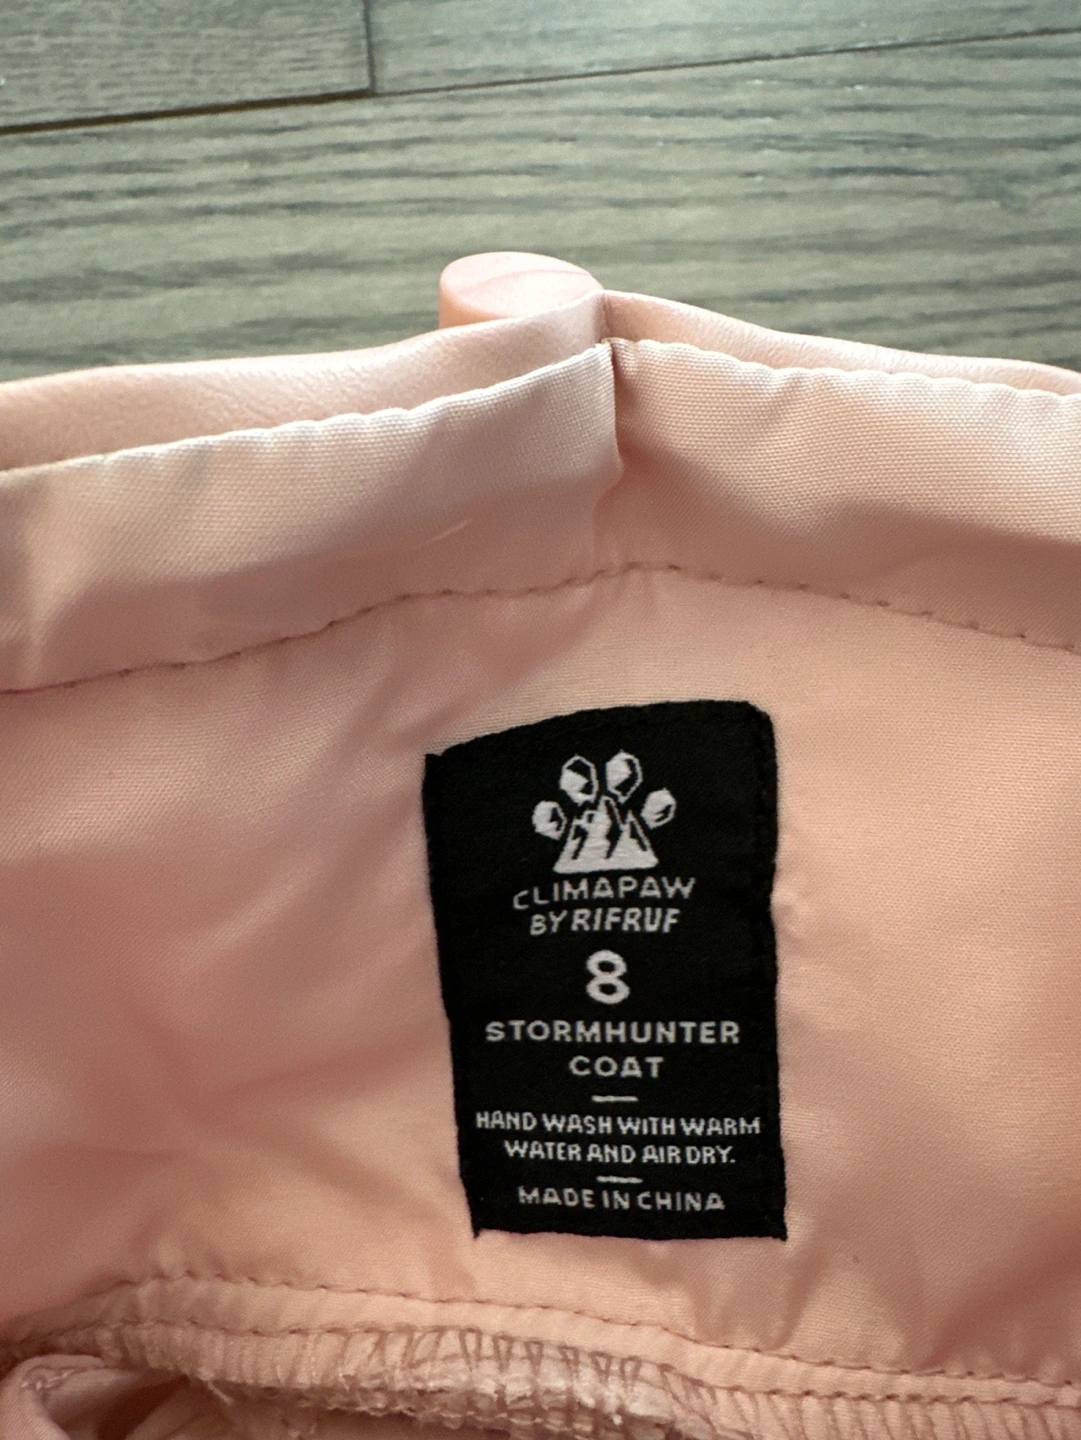 CLIMAPAW
BY RIFRUF
8
STORMHUNTER
COAT
HAND WASH WITH WARM
WATER AND AIR DRY.
MADE IN CHINA